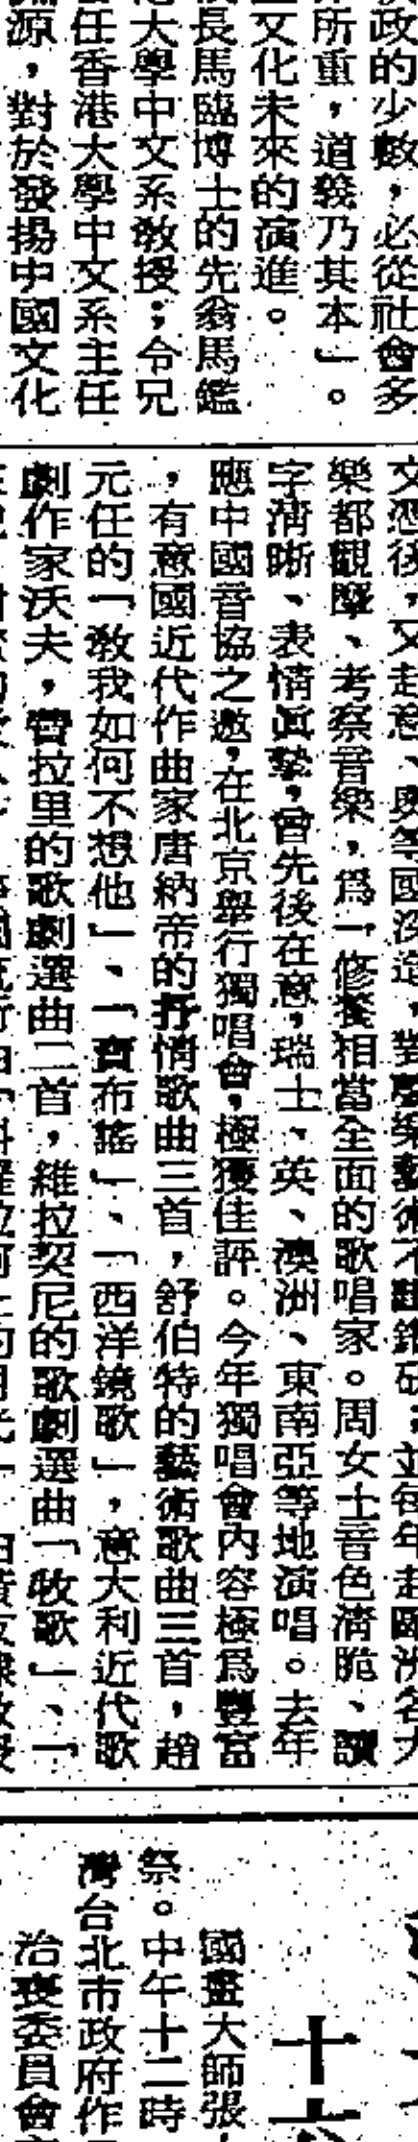 政的少數，必從社會多
所重，道義乃其本」。
文化未來的演進。
長馬臨博士的先翁馬鑑
大學中文系教授；令兄
任香港大學中文系主任
源，對於發揚中國文化
文憑後，又赴意、奧等國深造，對聲樂藝術不斷鑽研；並每年赴歐洲各大
樂都觀摩、考察音樂，爲一修養相當全面的歌唱家。周女士音色清脆、讀
字清晰、表情眞摯，曾先後在意，瑞士、英、澳洲、東南亞等地演唱。去年
應中國音協之邀，在北京舉行獨唱會，極獲佳評。今年獨唱會內容極爲豐富
，有意國近代作曲家唐納帝的抒情歌曲三首，舒伯特的藝術歌曲三首，趙
元任的「教我如何不想他」、「賣布謠」、「西洋鏡歌」，意大利近代歌
劇作家沃夫，費拉里的歌劇選曲二首，維拉契尼的歌劇選曲「牧歌」、「
十
國畫大師張
祭。中午十二時
灣台北市政府作
治喪委員會